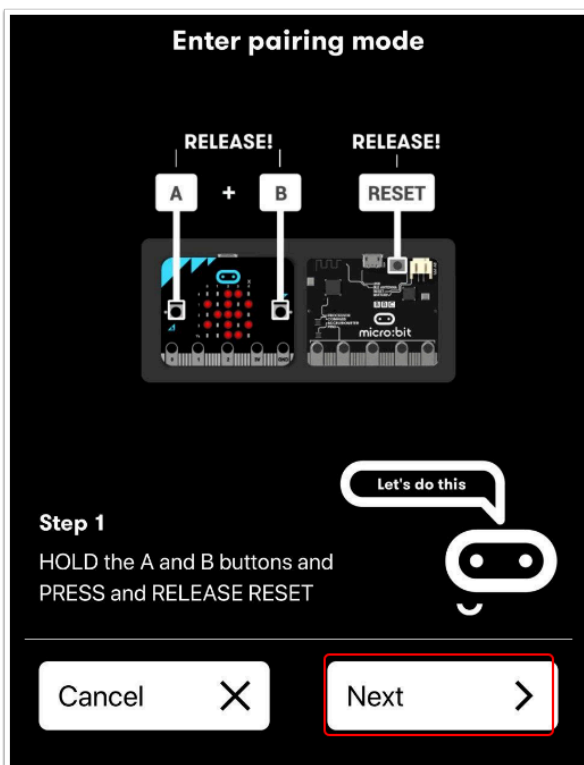 Enter pairing mode
RELEASE! RELEASE!
A + B RESET
micro:bit
Let's do this
Step 1
HOLD the A and B buttons and
PRESS and RELEASE RESET
Cancel Next